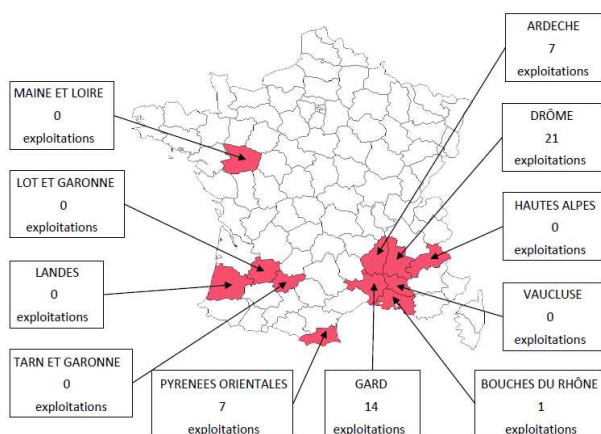 ARDECHE
7
exploitations
MAINE ET LOIRE
0
exploitations
DRÔME
21
exploitations
LOT ET GARONNE
0
exploitations
HAUTES ALPES
0
exploitations
LANDES
0
exploitations
VAUCLUSE
0
exploitations
TARN ET GARONNE
0
exploitations
PYRENEES ORIENTALES
7
exploitations
GARD
14
exploitations
BOUCHES DU RHÔNE
1
exploitations